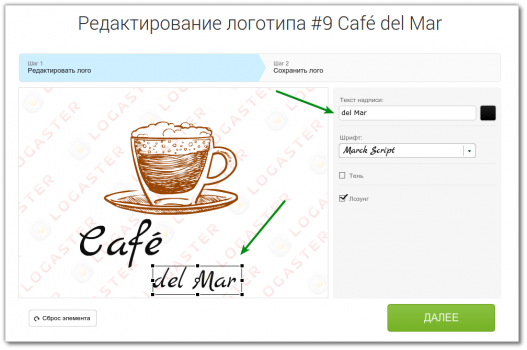 Редактирование логотипа #9 Café del Mar
Шаг 1
Редактировать лого
Шаг 2
Сохранить лого
Текст надписи:
del Mar
Шрифт:
Marck Script
Тень
Лозунг
LOGASTER
Café
del Mar
Сброс элемента
ДАЛЕЕ